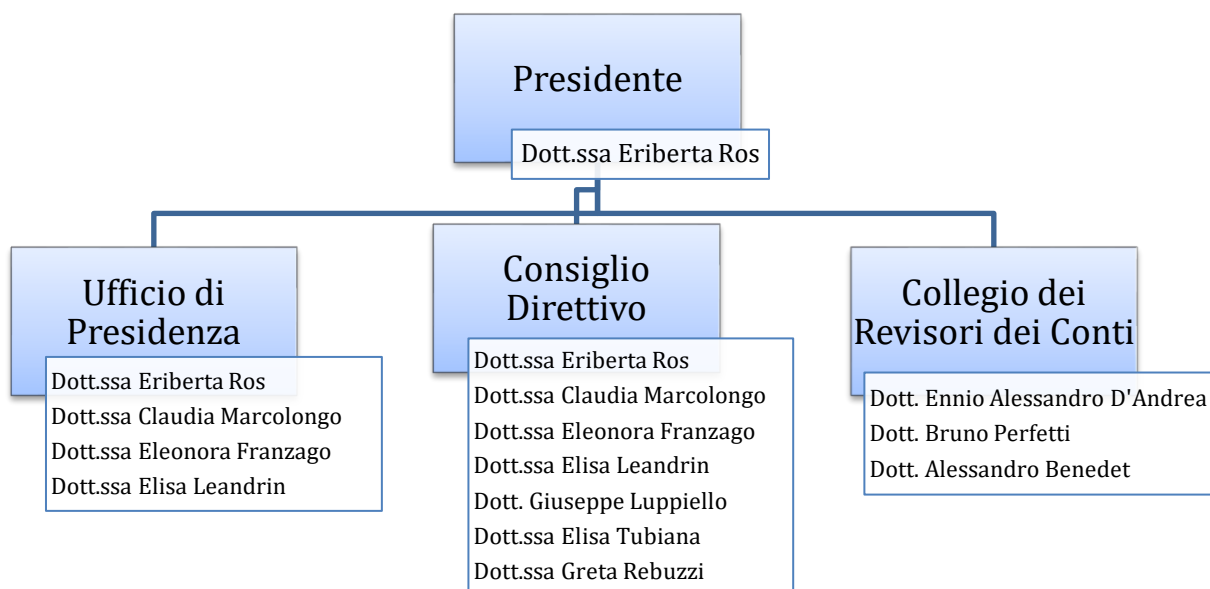 Presidente
Dott.ssa Eriberta Ros
Ufficio di
Presidenza
Dott.ssa Eriberta Ros
Dott.ssa Claudia Marcolongo
Dott.ssa Eleonora Franzago
Dott.ssa Elisa Leandrin
Consiglio
Direttivo
Dott.ssa Eriberta Ros
Dott.ssa Claudia Marcolongo
Dott.ssa Eleonora Franzago
Dott.ssa Elisa Leandrin
Dott. Giuseppe Luppiello
Dott.ssa Elisa Tubiana
Dott.ssa Greta Rebuzzi
Collegio dei
Revisori dei Conti
Dott. Ennio Alessandro D'Andrea
Dott. Bruno Perfetti
Dott. Alessandro Benedet